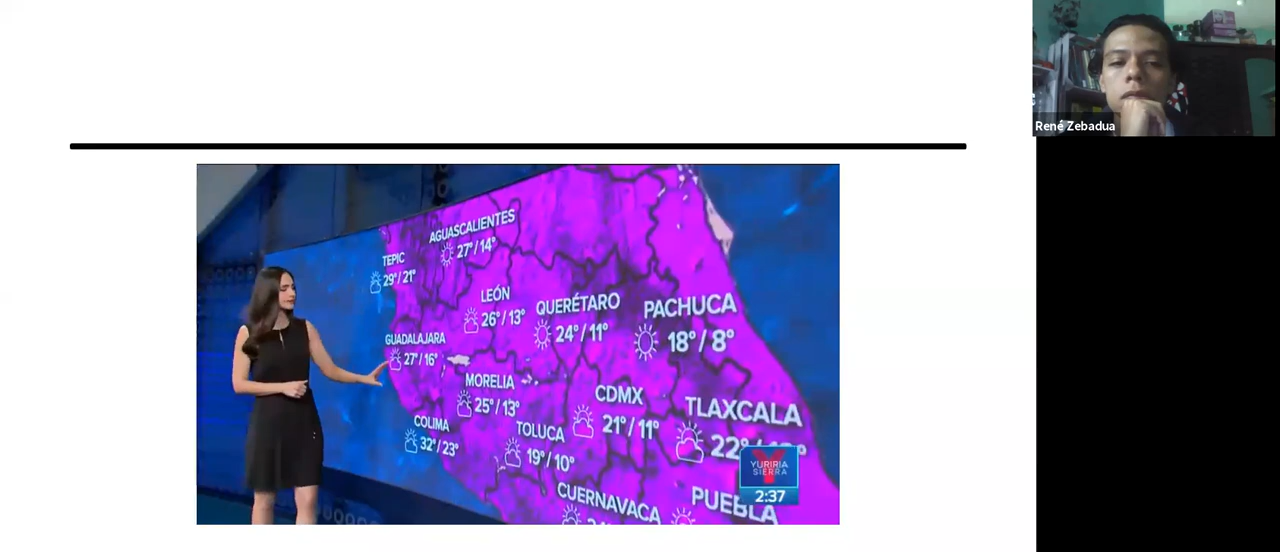 René Zebadua
AGUASCALIENTES
27°/14°
TEPIC
29°/21°
LEÓN
26°/13°
QUERÉTARO
24°/11°
PACHUCA
18°/8°
GUADALAJARA
27°/16°
MORELIA
25°/13°
CDMX
21°/11°
TLAXCALA
22°/
COLIMA
32°/23°
TOLUCA
19°/10°
CUERNAVACA
PUEBLA
YURIRIA
SIERRA
2:37